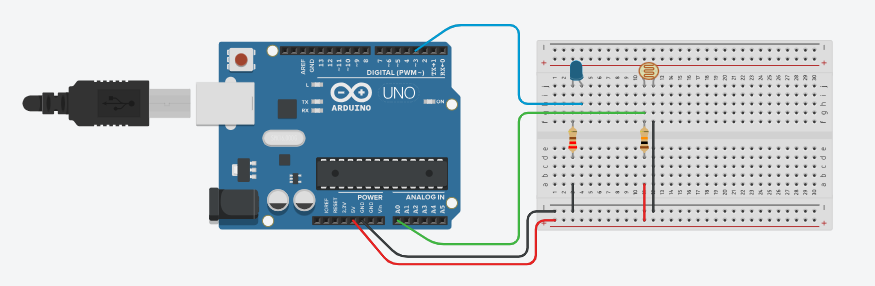 AREF
GND
13
12
~11
~10
~9
8
7
~6
~5
4
~3
2
TX→1
RX←0
DIGITAL (PWM~)
L
TX
RX
ARDUINO
UNO
ON
POWER
ANALOG IN
IOREF
RESET
3.3V
5V
GND
GND
Vin
A0
A1
A2
A3
A4
A5